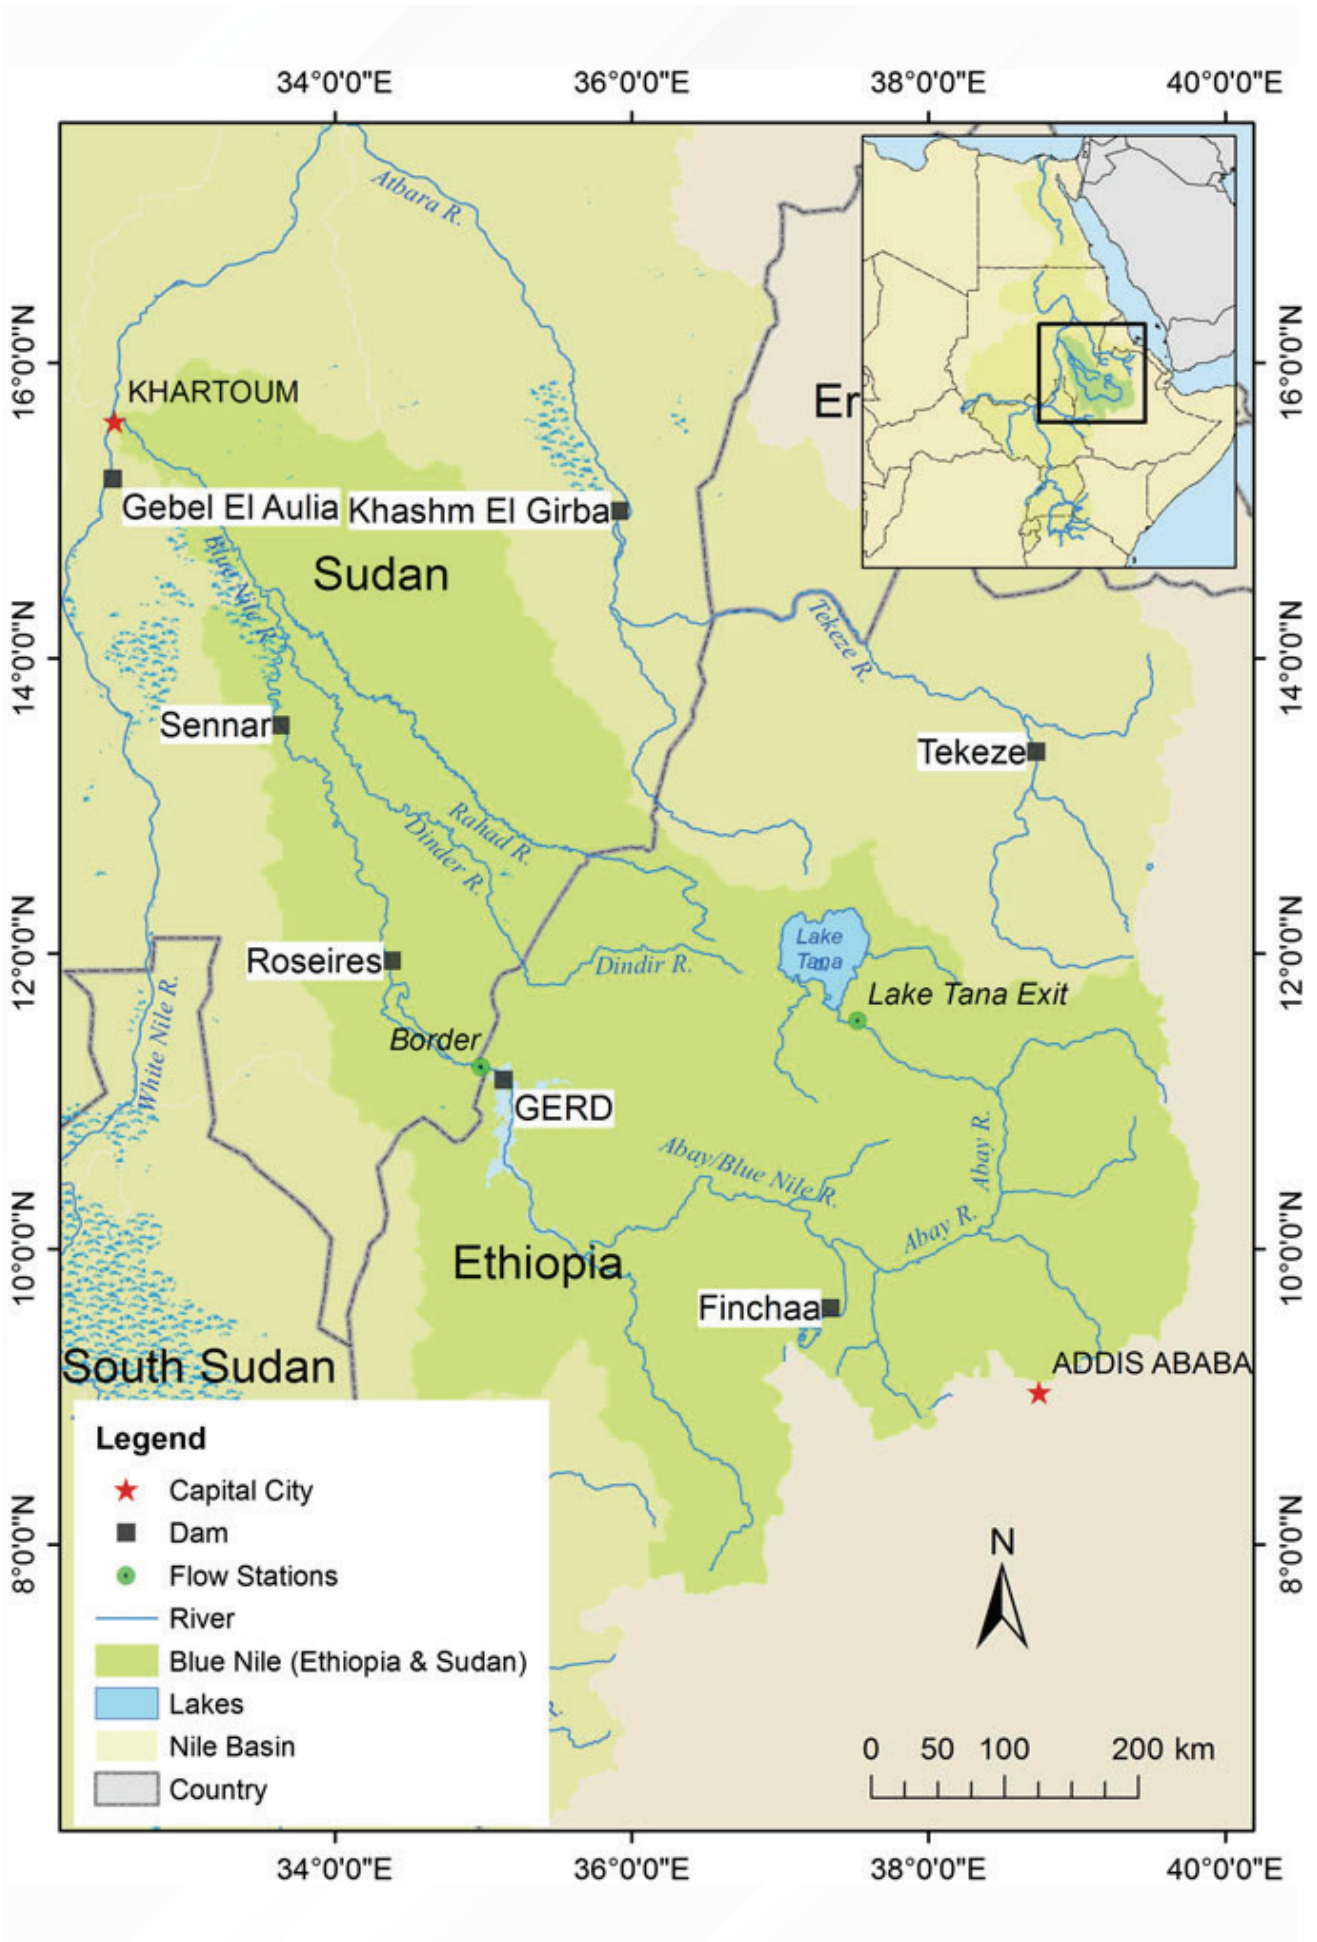 34°0'0"E 36°0'0"E 38°0'0"E 40°0'0"E
16°0'0"N
14°0'0"N
12°0'0"N
10°0'0"N
8°0'0"N
Atbara R.
KHARTOUM
Er
Gebel El Aulia
Khashm El Girba
Blue Nile R.
Sudan
Tekeze R.
Sennar
Tekeze
Rahad R.
Dinder R.
Lake
Tana
Roseires
Dindir R.
Lake Tana Exit
White Nile R.
Border
GERD
Abay/Blue Nile R.
Abay R.
Abay R.
Ethiopia
Finchaa
South Sudan
ADDIS ABABA
Legend
Capital City
Dam
Flow Stations
River
Blue Nile (Ethiopia & Sudan)
Lakes
Nile Basin
Country
R.
N
0 50 100 200 km
16°0'0"N
14°0'0"N
12°0'0"N
10°0'0"N
8°0'0"N
34°0'0"E 36°0'0"E 38°0'0"E 40°0'0"E